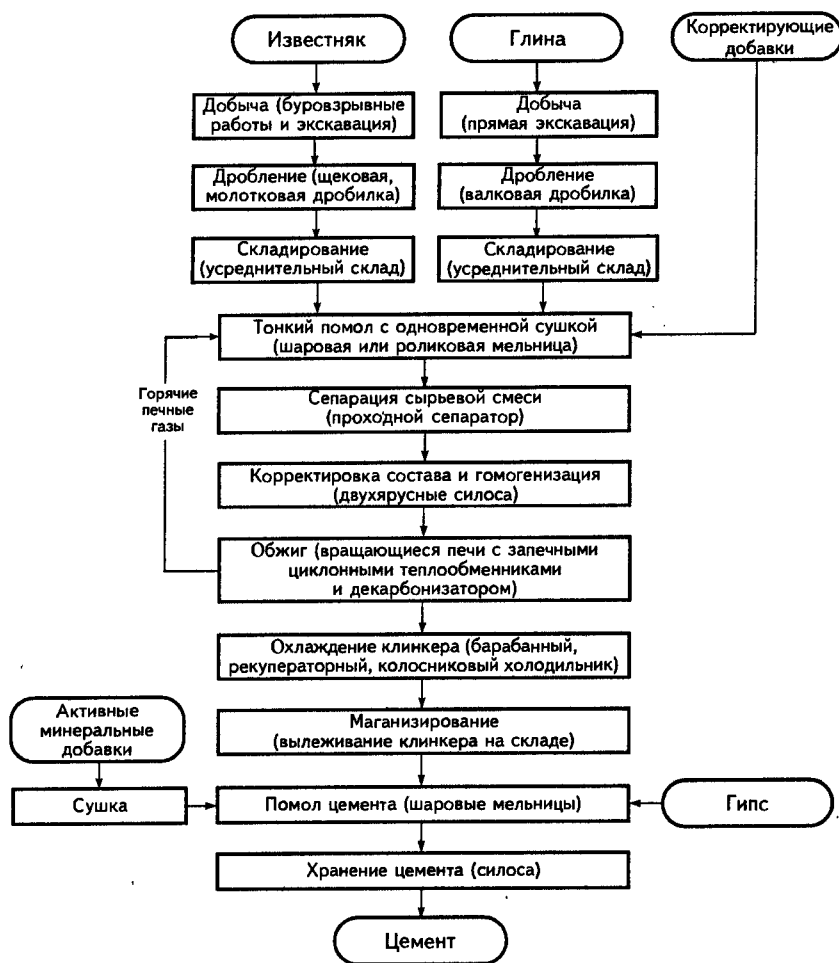 Известняк
Глина
Корректирующие
добавки
Добыча (буровзрывные
работы и экскавация)
Добыча
(прямая экскавация)
Дробление (щековая,
молотковая дробилка)
Дробление
(валковая дробилка)
Складирование
(усреднительный склад)
Складирование
(усреднительный склад)
Тонкий помол с одновременной сушкой
(шаровая или роликовая мельница)
Горячие
печные
газы
Сепарация сырьевой смеси
(проходной сепаратор)
Корректировка состава и гомогенизация
(двухярусные силоса)
Обжиг (вращающиеся печи с запечными
циклонными теплообменниками
и декарбонизатором)
Охлаждение клинкера (барабанный,
рекуператорный, колосниковый холодильник)
Активные
минеральные
добавки
Маганизирование
(вылеживание клинкера на складе)
Сушка
Помол цемента (шаровые мельницы)
Гипс
Хранение цемента (силоса)
Цемент